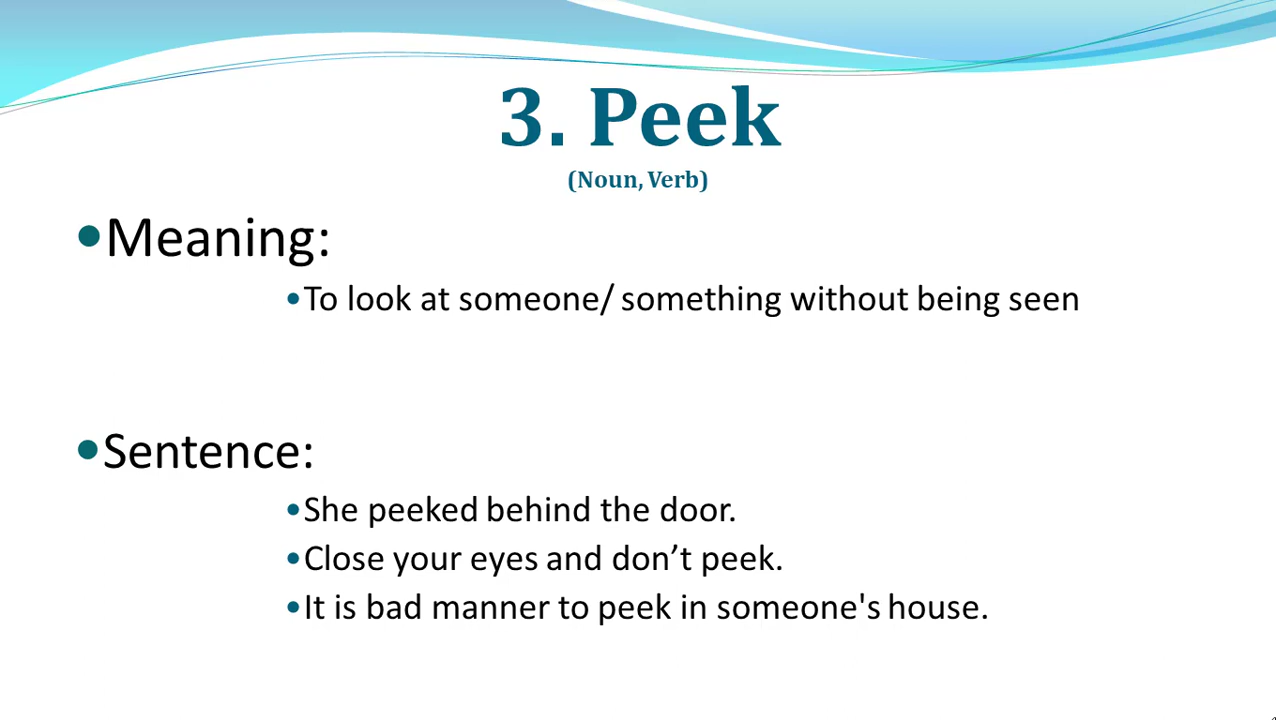 3. Peek
(Noun, Verb)
•Meaning:
•To look at someone/ something without being seen
•Sentence:
•She peeked behind the door.
•Close your eyes and don’t peek.
•It is bad manner to peek in someone's house.